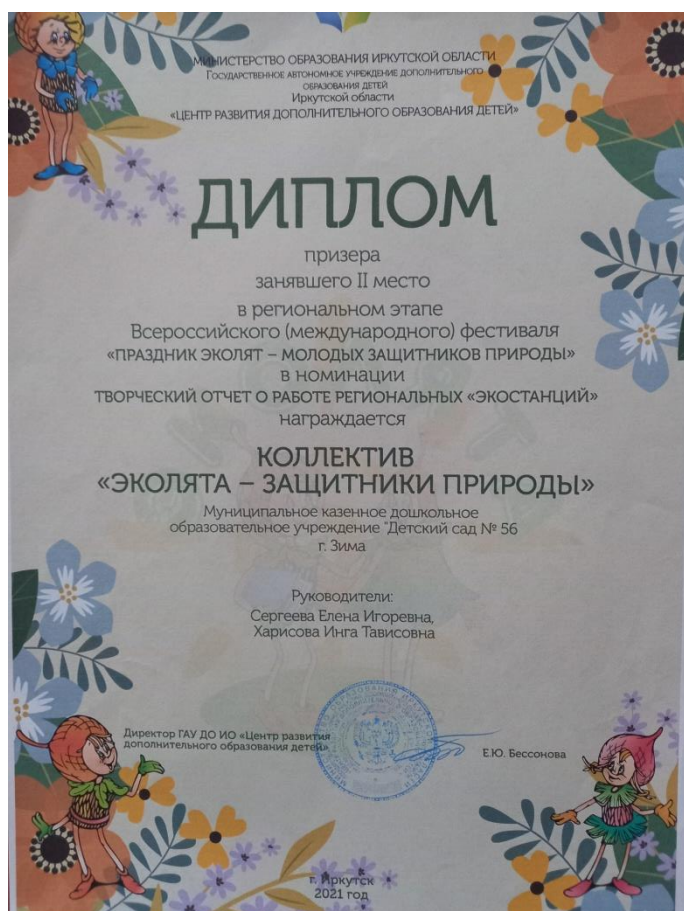 МИНИСТЕРСТВО ОБРАЗОВАНИЯ ИРКУТСКОЙ ОБЛАСТИ
Государственное автономное учреждение дополнительного
образования детей
Иркутской области
«ЦЕНТР РАЗВИТИЯ ДОПОЛНИТЕЛЬНОГО ОБРАЗОВАНИЯ ДЕТЕЙ»
ДИПЛОМ
призера
занявшего II место
в региональном этапе
Всероссийского (международного) фестиваля
«ПРАЗДНИК ЭКОЛЯТ – МОЛОДЫХ ЗАЩИТНИКОВ ПРИРОДЫ»
в номинации
ТВОРЧЕСКИЙ ОТЧЕТ О РАБОТЕ РЕГИОНАЛЬНЫХ «ЭКОСТАНЦИЙ»
награждается
КОЛЛЕКТИВ
«ЭКОЛЯТА – ЗАЩИТНИКИ ПРИРОДЫ»
Муниципальное казенное дошкольное
образовательное учреждение "Детский сад № 56
г. Зима
Руководители:
Сергеева Елена Игоревна,
Харисова Инга Тависовна
Директор ГАУ ДО ИО «Центр развития
дополнительного образования детей»
Е.Ю. Бессонова
г. Иркутск
2021 год